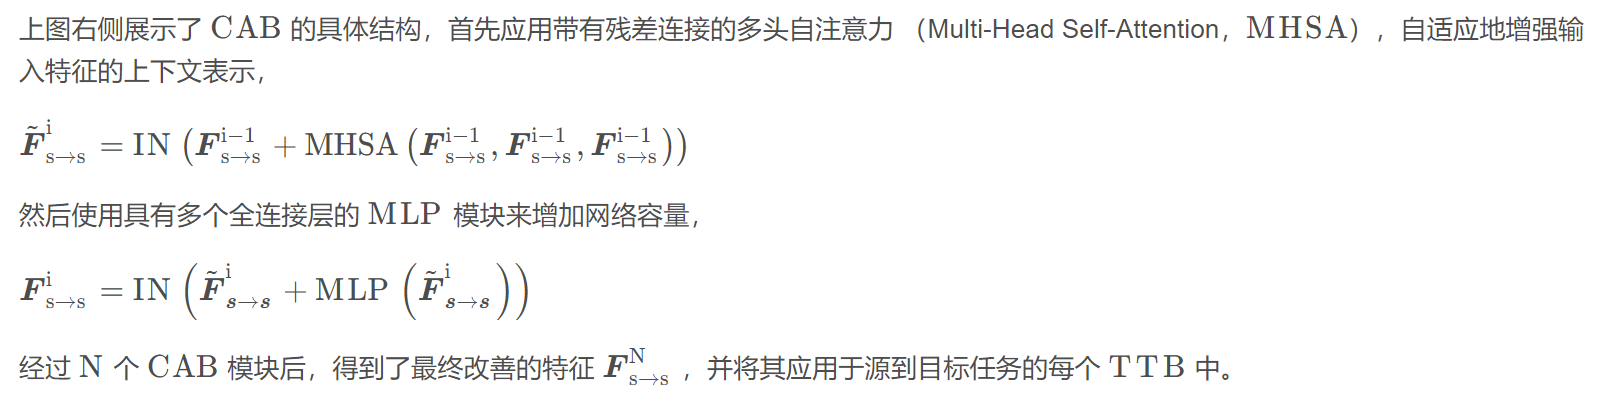 上图右侧展示了 CAB 的具体结构，首先应用带有残差连接的多头自注意力 （Multi-Head Self-Attention，MHSA），自适应地增强输
入特征的上下文表示，
$\tilde{\boldsymbol{F}}_{\mathrm{s}\rightarrow\mathrm{s}}^{\mathrm{i}}=\mathrm{IN}\left(\boldsymbol{F}_{\mathrm{s}\rightarrow\mathrm{s}}^{\mathrm{i}-1}+\mathrm{MHSA}\left(\boldsymbol{F}_{\mathrm{s}\rightarrow\mathrm{s}}^{\mathrm{i}-1},\boldsymbol{F}_{\mathrm{s}\rightarrow\mathrm{s}}^{\mathrm{i}-1},\boldsymbol{F}_{\mathrm{s}\rightarrow\mathrm{s}}^{\mathrm{i}-1}\right)\right)$
然后使用具有多个全连接层的 MLP 模块来增加网络容量，
$\boldsymbol{F}_{\mathrm{s}\rightarrow\mathrm{s}}^{\mathrm{i}}=\mathrm{IN}\left(\tilde{\boldsymbol{F}}_{\boldsymbol{s}\rightarrow\boldsymbol{s}}^{\mathrm{i}}+\mathrm{MLP}\left(\tilde{\boldsymbol{F}}_{\boldsymbol{s}\rightarrow\boldsymbol{s}}^{\mathrm{i}}\right)\right)$
经过 N 个 CAB 模块后，得到了最终改善的特征 $\boldsymbol{F}_{\mathrm{s}\rightarrow\mathrm{s}}^{\mathrm{N}}$ ，并将其应用于源到目标任务的每个 TTB 中。